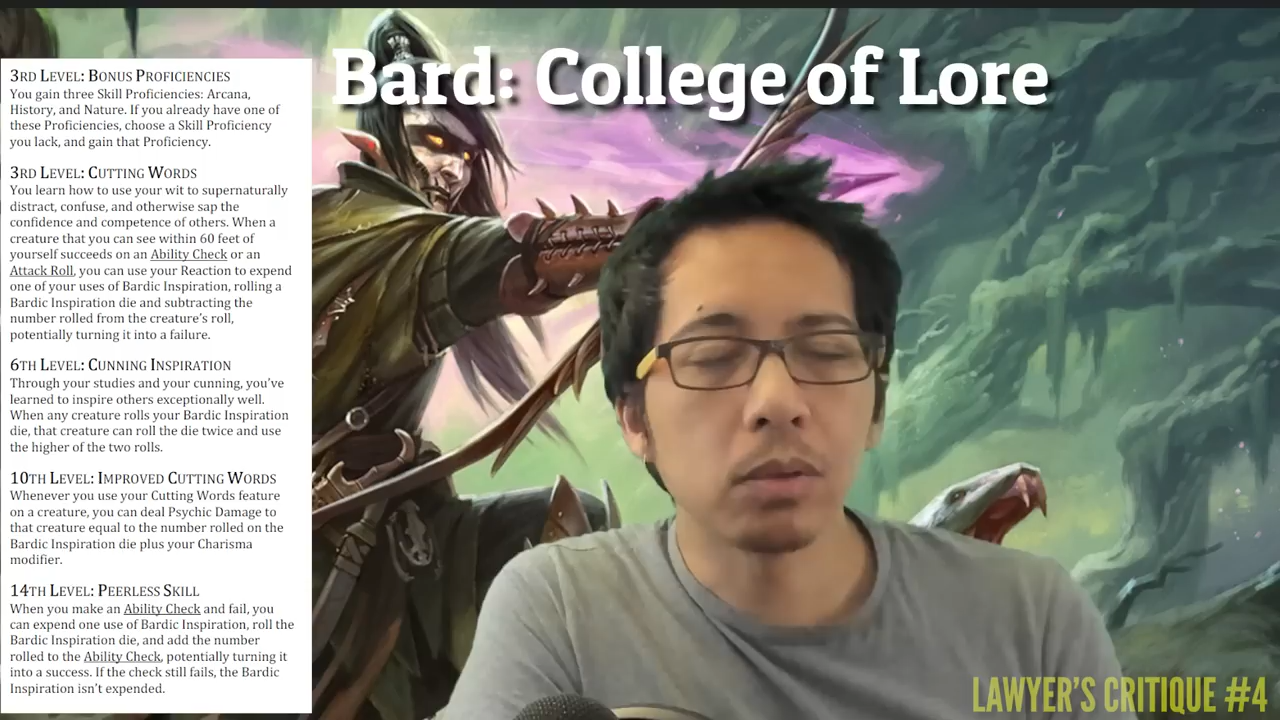 Bard: College of Lore
3RD LEVEL: BONUS PROFICIENCIES
You gain three Skill Proficiencies: Arcana,
History, and Nature. If you already have one of
these Proficiencies, choose a Skill Proficiency
you lack, and gain that Proficiency.
3RD LEVEL: CUTTING WORDS
You learn how to use your wit to supernaturally
distract, confuse, and otherwise sap the
confidence and competence of others. When a
creature that you can see within 60 feet of
yourself succeeds on an Ability Check or an
Attack Roll, you can use your Reaction to expend
one of your uses of Bardic Inspiration, rolling a
Bardic Inspiration die and subtracting the
number rolled from the creature's roll,
potentially turning it into a failure.
6TH LEVEL: CUNNING INSPIRATION
Through your studies and your cunning, you've
learned to inspire others exceptionally well.
When any creature rolls your Bardic Inspiration
die, that creature can roll the die twice and use
the higher of the two rolls.
10TH LEVEL: IMPROVED CUTTING WORDS
Whenever you use your Cutting Words feature
on a creature, you can deal Psychic Damage to
that creature equal to the number rolled on the
Bardic Inspiration die plus your Charisma
modifier.
14TH LEVEL: PEERLESS SKILL
When you make an Ability Check and fail, you
can expend one use of Bardic Inspiration, roll the
Bardic Inspiration die, and add the number
rolled to the Ability Check, potentially turning it
into a success. If the check still fails, the Bardic
Inspiration isn't expended.
LAWYER'S CRITIQUE #4